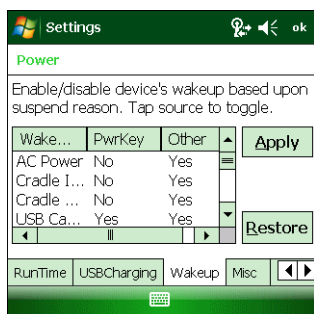 Settings
ok
Power
Enable/disable device's wakeup based upon
suspend reason. Tap source to toggle.
Wake... PwrKey Other
Apply
AC Power No Yes
Cradle I... No Yes
Cradle ... No Yes
USB Ca... Yes Yes
Restore
RunTime USBCharging Wakeup Misc